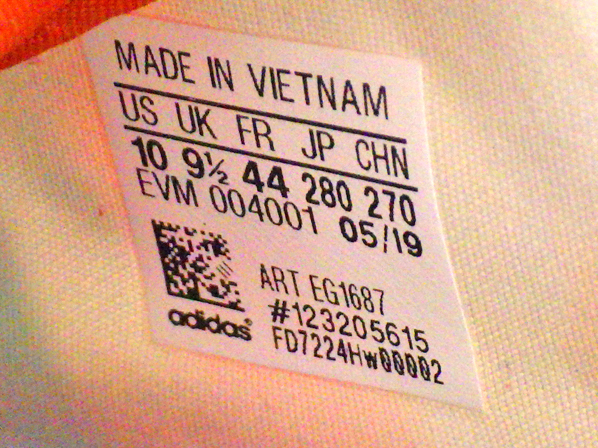 MADE IN VIETNAM
US UK FR JP CHN
10 9½ 44 280 270
EVM 004001 05/19
ART EG1687
#123205615
FD7224HW00002
adidas